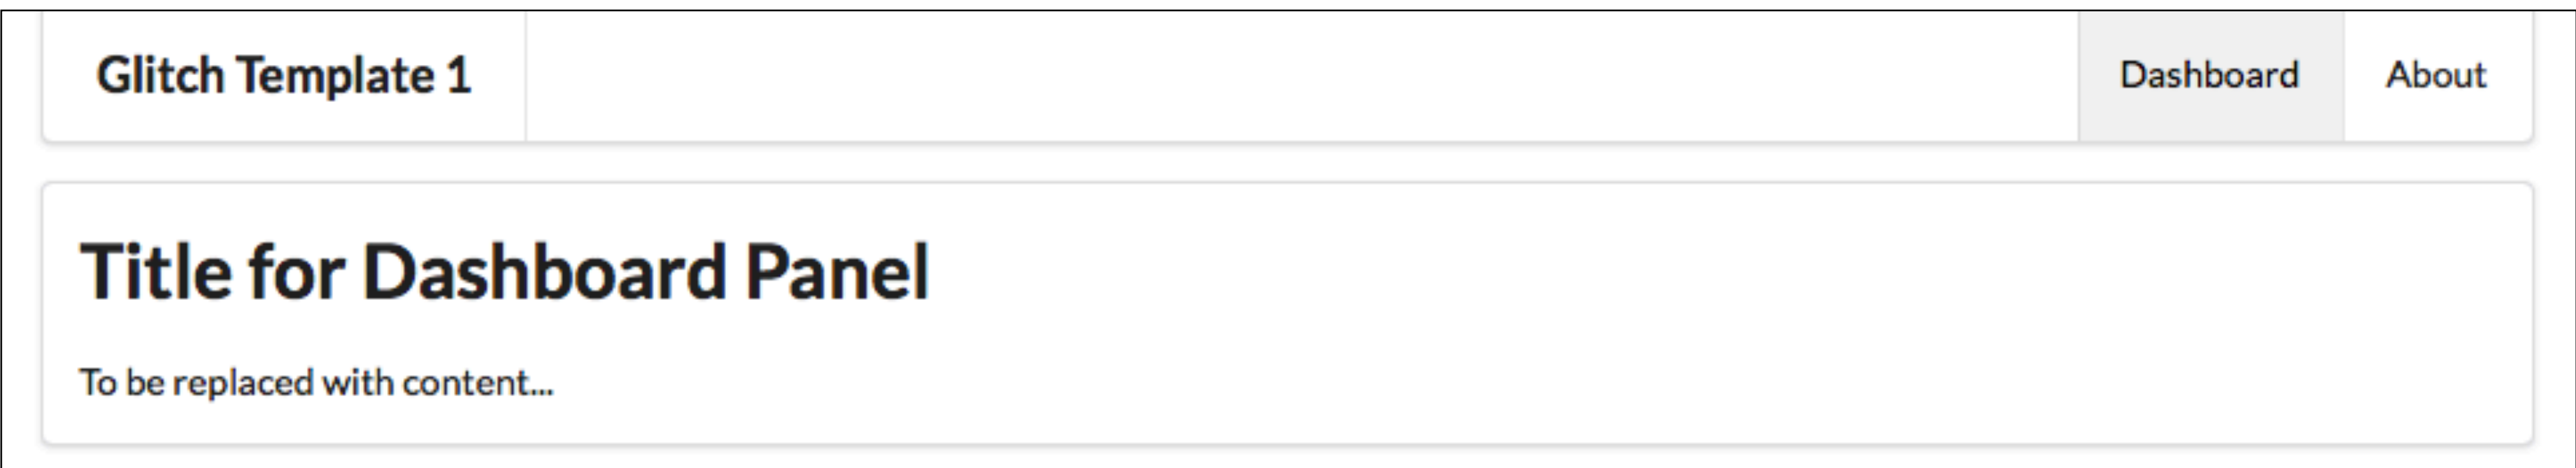 Glitch Template 1
Dashboard
About
Title for Dashboard Panel
To be replaced with content...